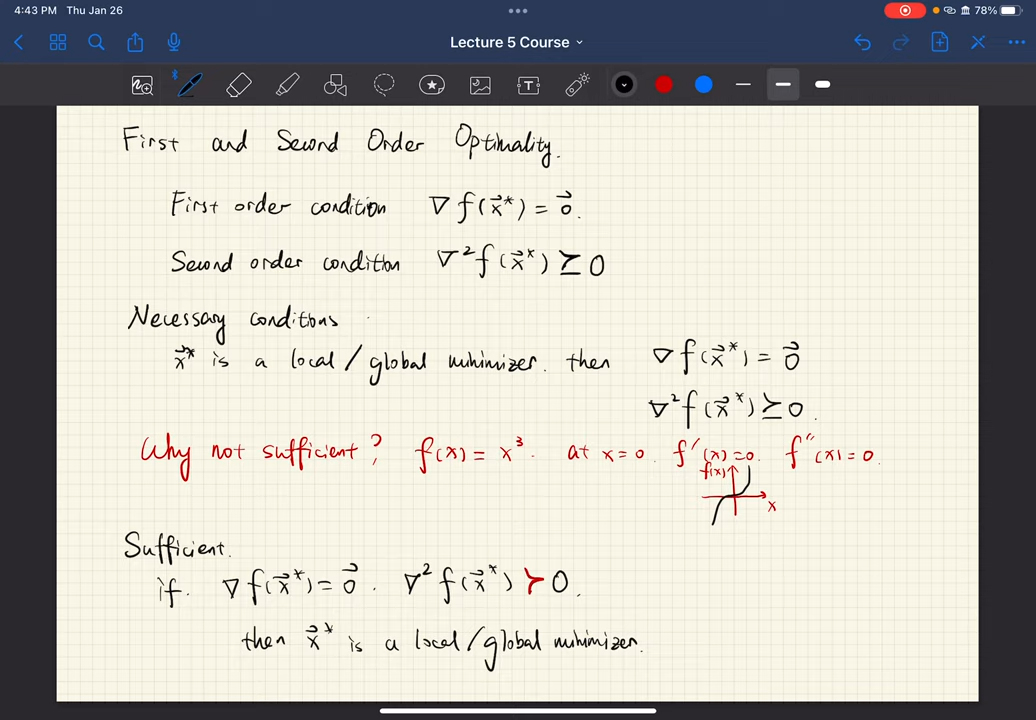 4:43 PM Thu Jan 26
78%
Lecture 5 Course
First and Second Order Optimality.
First order condition ∇f(x⃗*) = 0⃗.
Second order condition ∇²f(x⃗*) ⪰ 0
Necessary conditions
x⃗* is a local/global minimizer. then ∇f(x⃗*) = 0⃗
∇²f(x⃗*) ⪰ 0.
Why not sufficient? f(x) = x³. at x=0. f′(x)=0. f″(x)=0.
f(x)
x
Sufficient.
if. ∇f(x⃗*) = 0⃗. ∇²f(x⃗*) ≻ 0.
then x⃗* is a local/global minimizer.